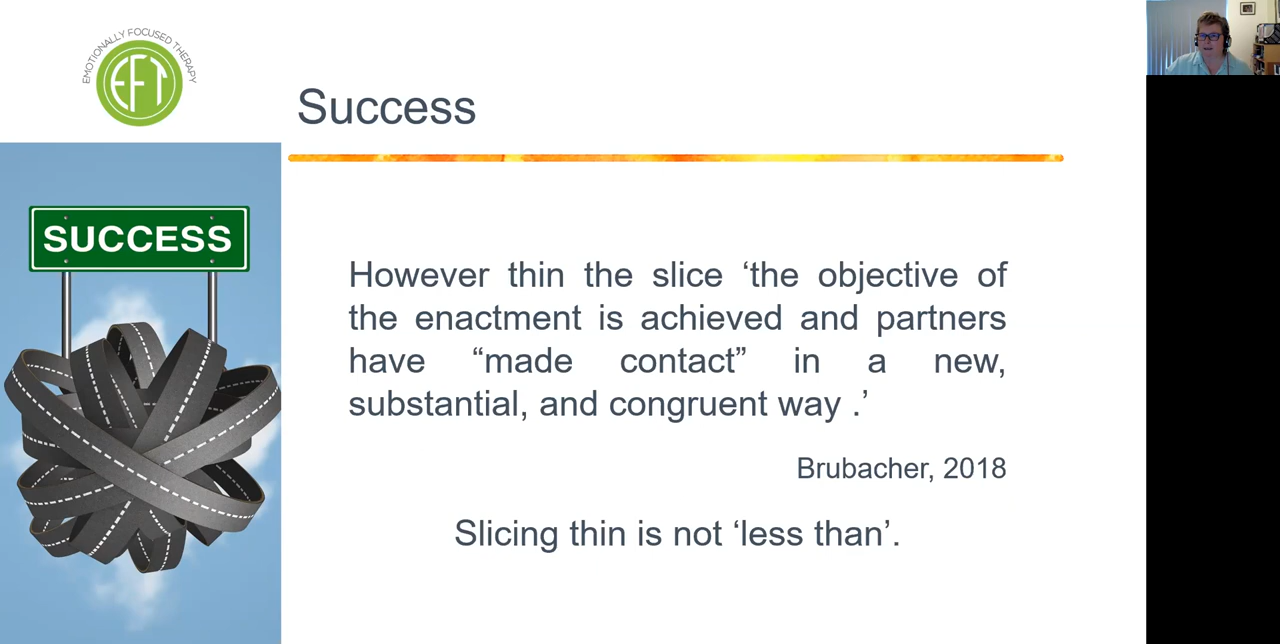 EMOTIONALLY FOCUSED THERAPY
EFT
Success
SUCCESS
However thin the slice ‘the objective of
the enactment is achieved and partners
have “made contact” in a new,
substantial, and congruent way .’
Brubacher, 2018
Slicing thin is not ‘less than’.